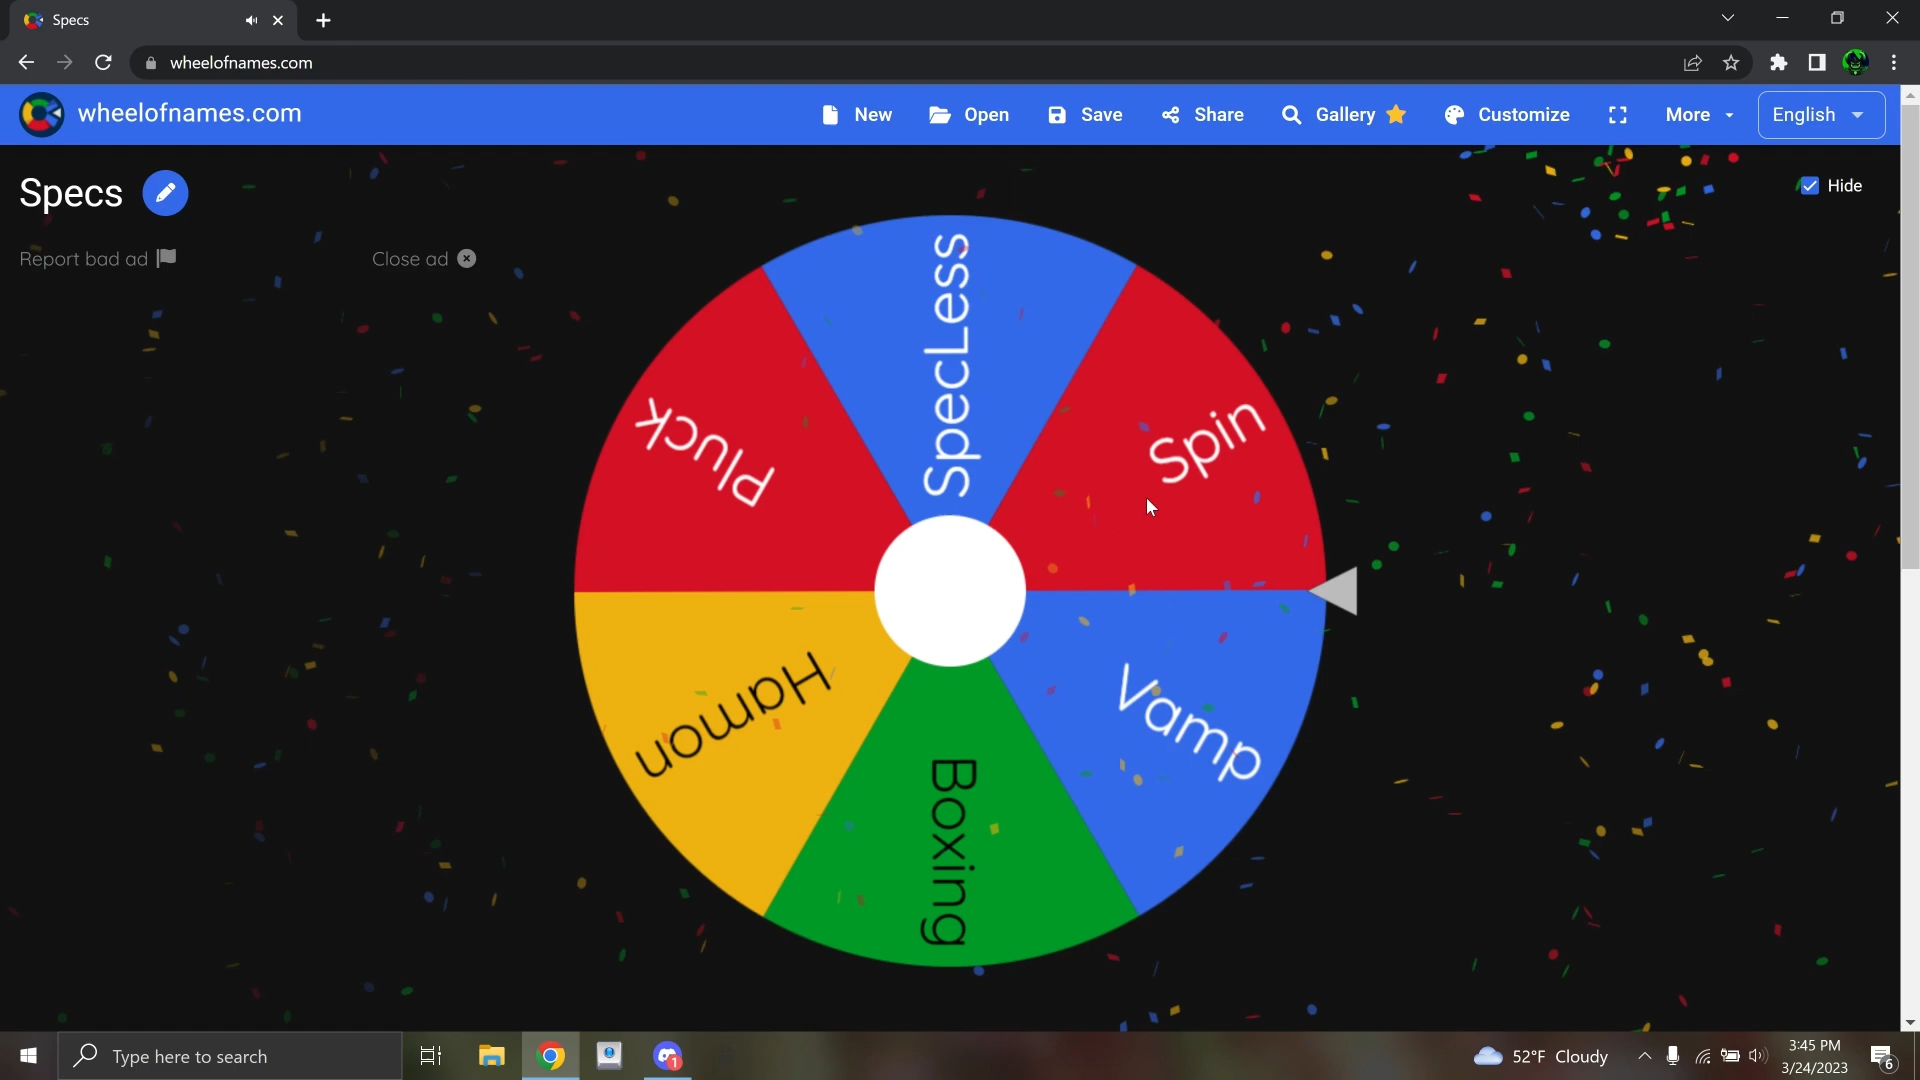 Specs
wheelofnames.com
wheelofnames.com
New
Open
Save
Share
Gallery
Customize
More
English
Specs
Hide
Report bad ad
Close ad
SpecLess
Spin
Pluck
Vamp
Hamon
Boxing
Type here to search
1
52°F Cloudy
3:45 PM
3/24/2023
6